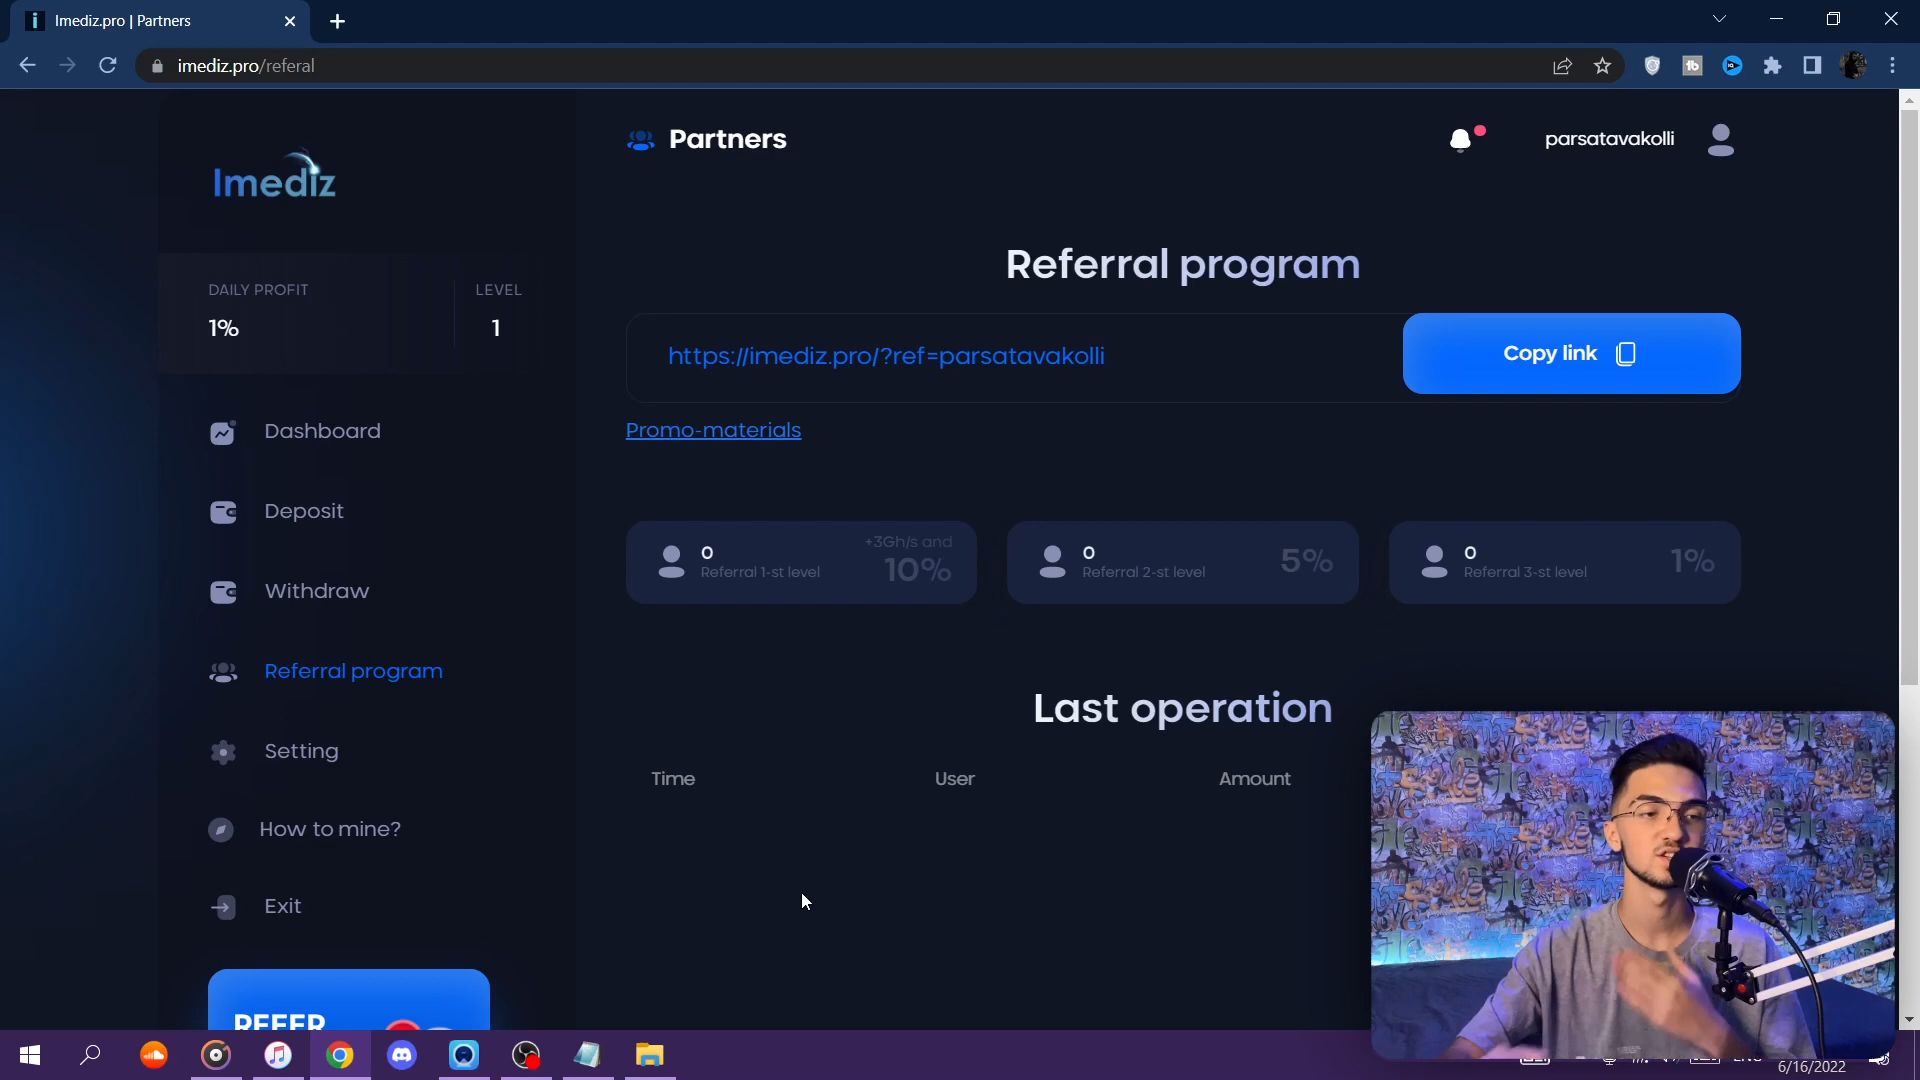 Imediz.pro | Partners
imediz.pro/referal
Imediz
Partners
parsatavakolli
DAILY PROFIT
LEVEL
1%
1
Referral program
https://imediz.pro/?ref=parsatavakolli
Copy link
Promo-materials
Dashboard
Deposit
Withdraw
Referral program
Setting
How to mine?
Exit
0
Referral 1-st level
+3Gh/s and
10%
0
Referral 2-st level
5%
0
Referral 3-st level
1%
Last operation
Time
User
Amount
REFER
6/16/2022